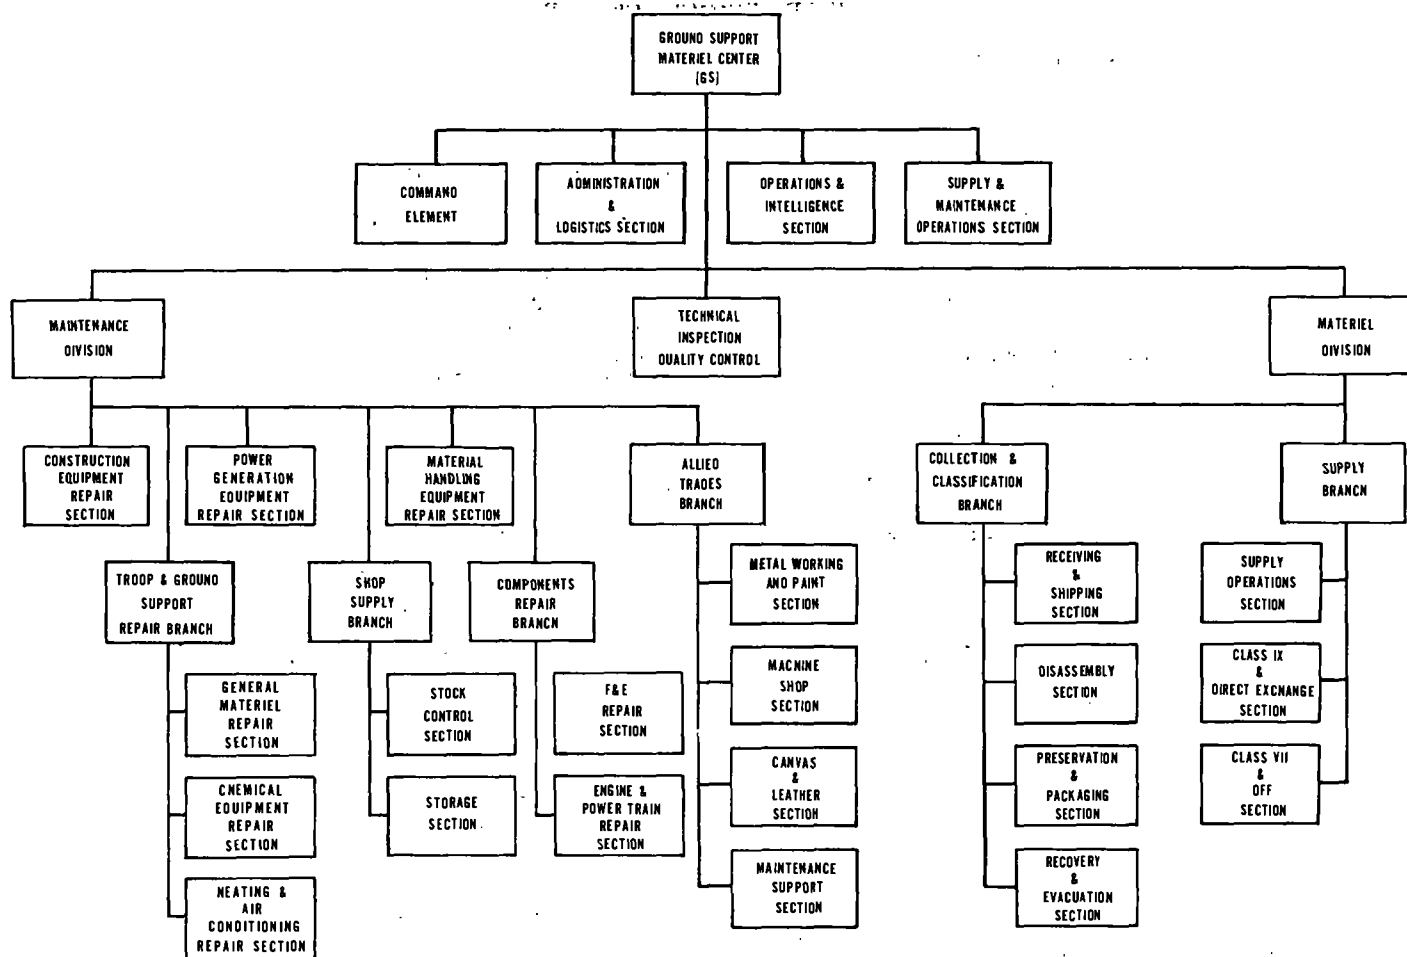 GROUND SUPPORT
MATERIEL CENTER
(GS)
COMMAND
ELEMENT
ADMINISTRATION
&
LOGISTICS SECTION
OPERATIONS &
INTELLIGENCE
SECTION
SUPPLY &
MAINTENANCE
OPERATIONS SECTION
MAINTENANCE
DIVISION
TECHNICAL
INSPECTION
QUALITY CONTROL
MATERIEL
DIVISION
CONSTRUCTION
EQUIPMENT
REPAIR
SECTION
POWER
GENERATION
EQUIPMENT
REPAIR SECTION
MATERIAL
HANDLING
EQUIPMENT
REPAIR SECTION
ALLIED
TRADES
BRANCH
COLLECTION &
CLASSIFICATION
BRANCH
SUPPLY
BRANCH
TROOP & GROUND
SUPPORT
REPAIR BRANCH
SHOP
SUPPLY
BRANCH
COMPONENTS
REPAIR
BRANCH
METAL WORKING
AND PAINT
SECTION
RECEIVING
&
SHIPPING
SECTION
SUPPLY
OPERATIONS
SECTION
GENERAL
MATERIEL
REPAIR
SECTION
STOCK
CONTROL
SECTION
F&E
REPAIR
SECTION
MACHINE
SHOP
SECTION
DISASSEMBLY
SECTION
CLASS IX
&
DIRECT EXCHANGE
SECTION
CHEMICAL
EQUIPMENT
REPAIR
SECTION
STORAGE
SECTION
ENGINE &
POWER TRAIN
REPAIR
SECTION
CANVAS
&
LEATHER
SECTION
PRESERVATION
&
PACKAGING
SECTION
CLASS VII
&
OFF
SECTION
HEATING &
AIR
CONDITIONING
REPAIR SECTION
MAINTENANCE
SUPPORT
SECTION
RECOVERY
&
EVACUATION
SECTION